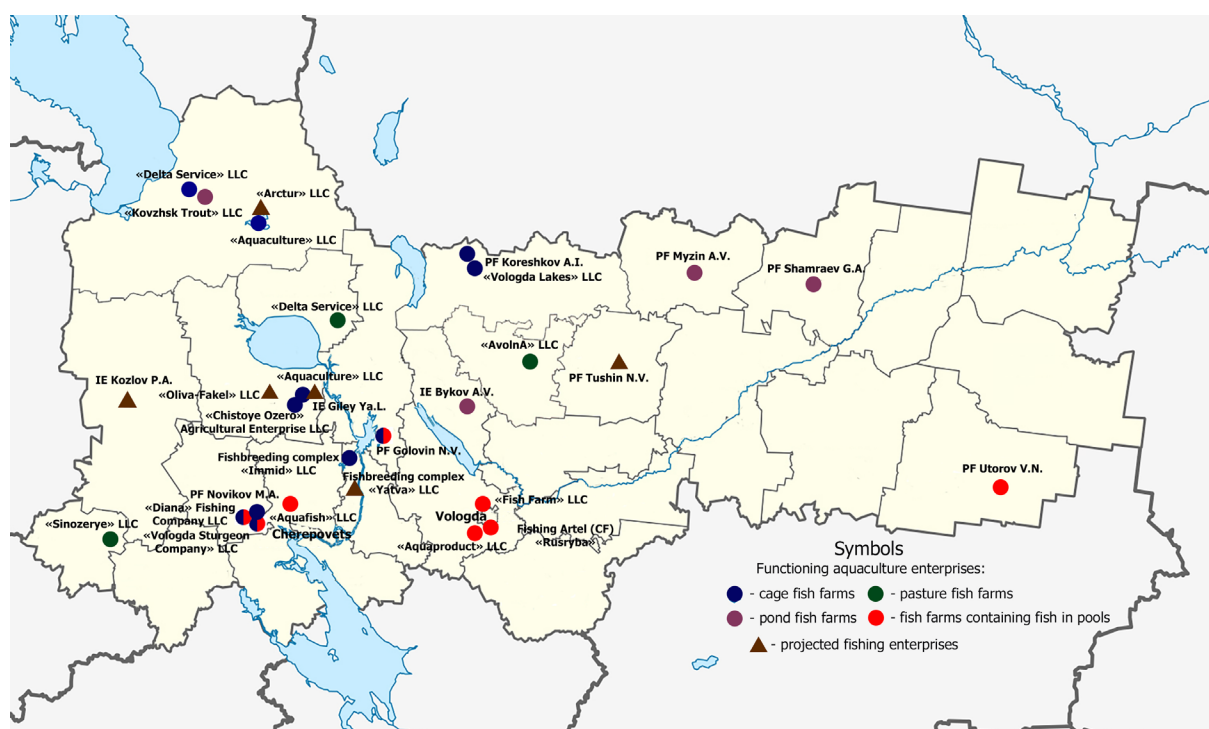 «Delta Service» LLC
«Arctur» LLC
«Kovzhsk Trout» LLC
«Aquaculture» LLC
PF Koreshkov A.I.
«Vologda Lakes» LLC
PF Myzin A.V.
PF Shamraev G.A.
«Delta Service» LLC
«AvolnA» LLC
PF Tushin N.V.
IE Kozlov P.A.
«Aquaculture» LLC
«Oliva-Fakel» LLC
IE Giley Ya.L.
«Chistoye Ozero»
Agricultural Enterprise LLC
IE Bykov A.V.
PF Golovin N.V.
Fishbreeding complex
«Immid» LLC
Fishbreeding complex
«Yatva» LLC
PF Utorov V.N.
PF Novikov M.A.
«Diana» Fishing
Company LLC
«Aquafish» LLC
«Vologda Sturgeon
Company» LLC
Cherepovets
«Sinozerye» LLC
«Fish Farm» LLC
Vologda
Fishing Artel (CF)
«Rusryba»
«Aquaproduct» LLC
Symbols
Functioning aquaculture enterprises:
- cage fish farms
- pasture fish farms
- pond fish farms
- fish farms containing fish in pools
- projected fishing enterprises